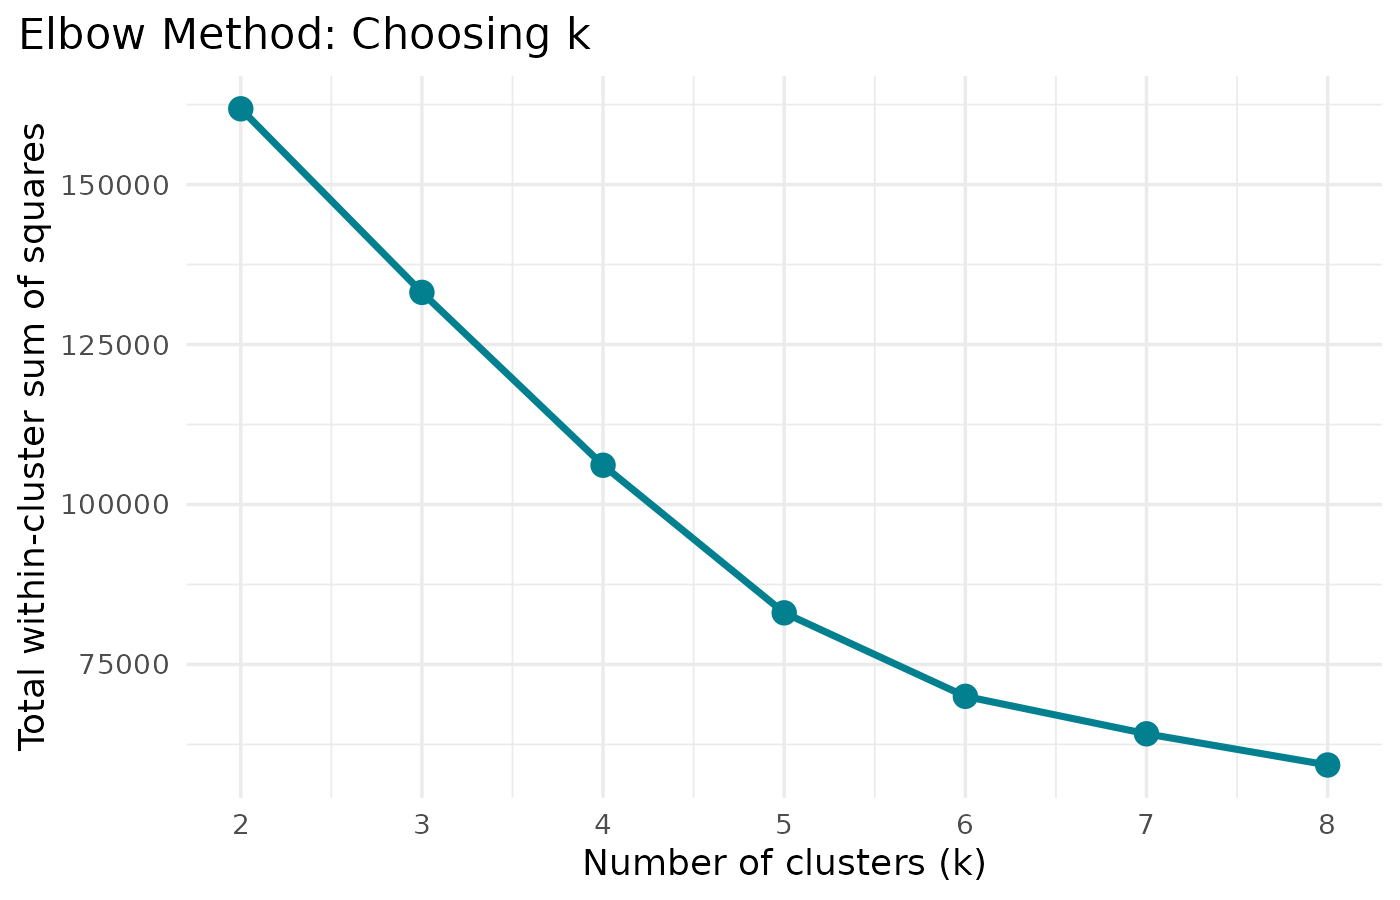 Elbow Method: Choosing k
Total within-cluster sum of squares
150000
125000
100000
75000
2 3 4 5 6 7 8
Number of clusters (k)